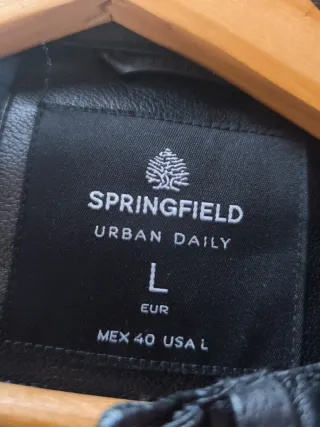 SPRINGFIELD
URBAN DAILY
L
EUR
MEX 40 USA L